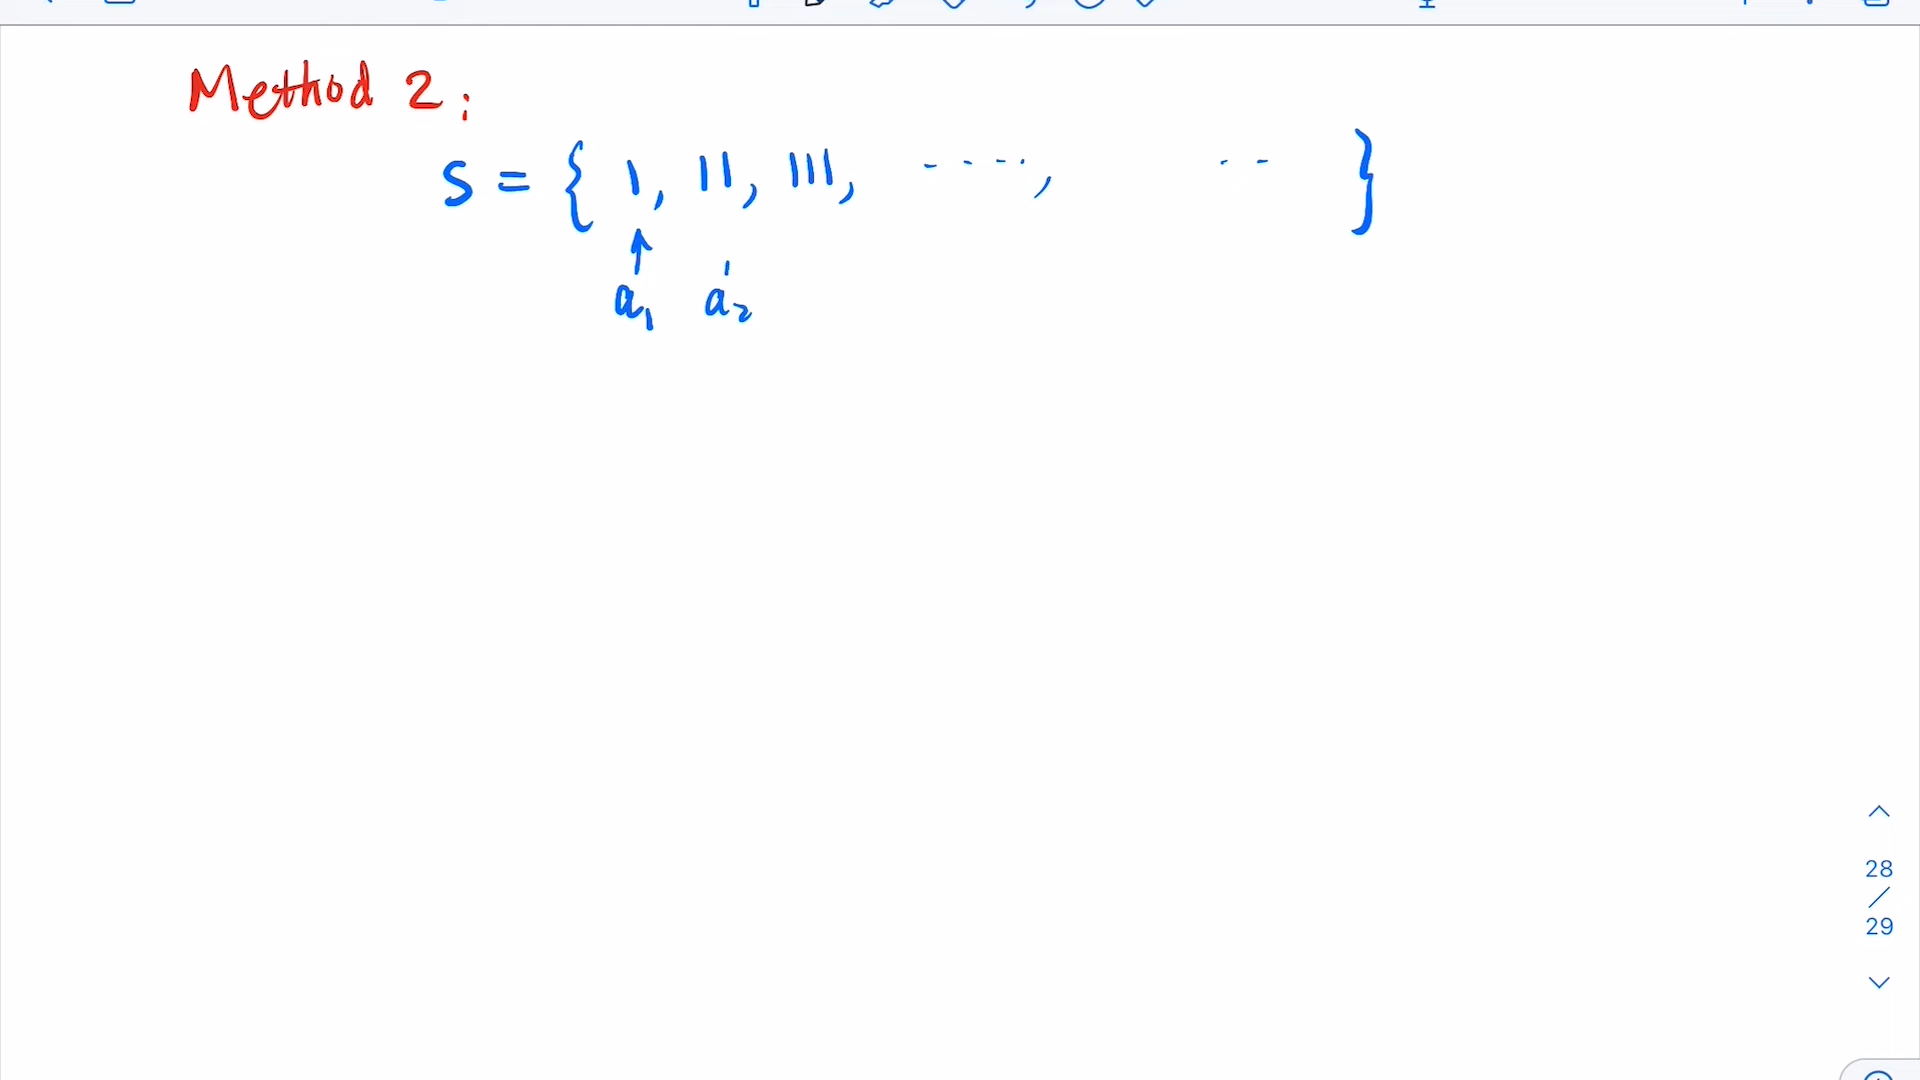 Method 2:
S = { 1, 11, 111, ....., .. }
a₁ a₂
28
/
29